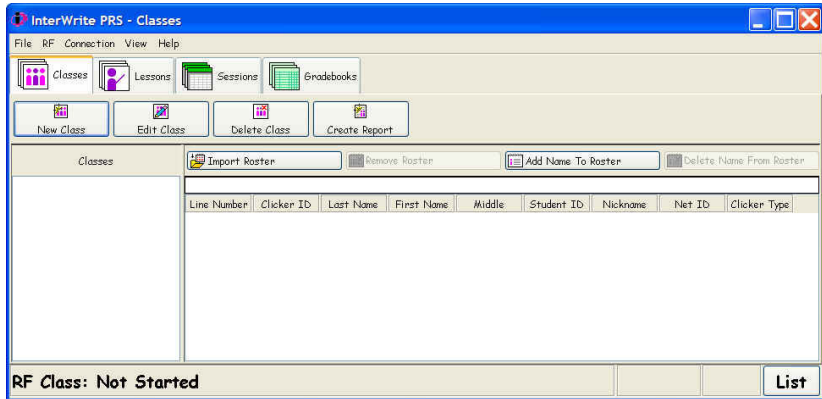 InterWrite PRS - Classes
File RF Connection View Help
Classes Lessons Sessions Gradebooks
New Class Edit Class Delete Class Create Report
Classes Import Roster Remove Roster Add Name To Roster Delete Name From Roster
Line Number Clicker ID Last Name First Name Middle Student ID Nickname Net ID Clicker Type
RF Class: Not Started List